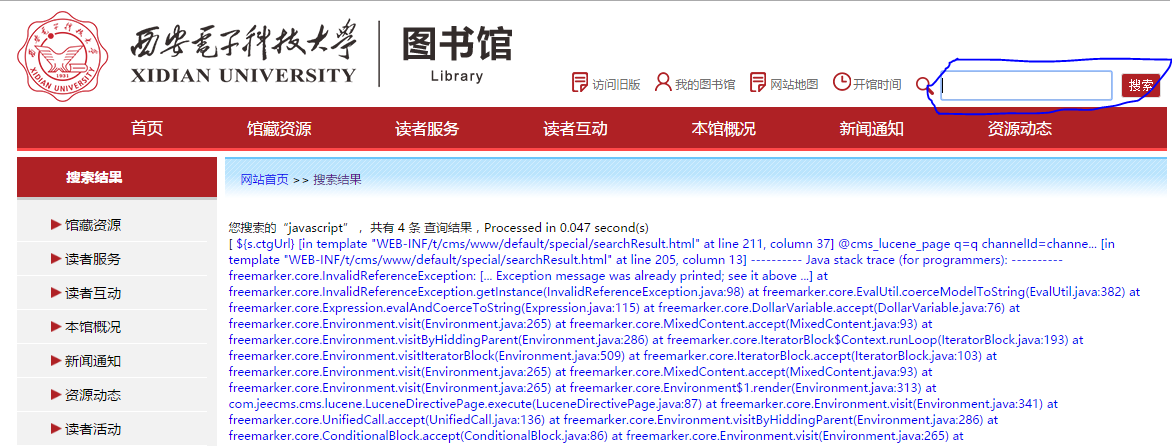 西安电子科技大学
XIDIAN UNIVERSITY
图书馆
Library
1931
访问旧版 我的图书馆 网站地图 开馆时间 搜索
首页 馆藏资源 读者服务 读者互动 本馆概况 新闻通知 资源动态
搜索结果
馆藏资源
读者服务
读者互动
本馆概况
新闻通知
资源动态
读者活动
网站首页 >> 搜索结果
您搜索的“javascript” ， 共有 4 条 查询结果，Processed in 0.047 second(s)
[ ${s.ctgUrl} [in template "WEB-INF/t/cms/www/default/special/searchResult.html" at line 211, column 37] @cms_lucene_page q=q channelId=channe... [in
template "WEB-INF/t/cms/www/default/special/searchResult.html" at line 205, column 13] ---------- Java stack trace (for programmers): ----------
freemarker.core.InvalidReferenceException: [... Exception message was already printed; see it above ...] at
freemarker.core.InvalidReferenceException.getInstance(InvalidReferenceException.java:98) at freemarker.core.EvalUtil.coerceModelToString(EvalUtil.java:382) at
freemarker.core.Expression.evalAndCoerceToString(Expression.java:115) at freemarker.core.DollarVariable.accept(DollarVariable.java:76) at
freemarker.core.Environment.visit(Environment.java:265) at freemarker.core.MixedContent.accept(MixedContent.java:93) at
freemarker.core.Environment.visitByHiddingParent(Environment.java:286) at freemarker.core.IteratorBlock$Context.runLoop(IteratorBlock.java:193) at
freemarker.core.Environment.visitIteratorBlock(Environment.java:509) at freemarker.core.IteratorBlock.accept(IteratorBlock.java:103) at
freemarker.core.Environment.visit(Environment.java:265) at freemarker.core.MixedContent.accept(MixedContent.java:93) at
freemarker.core.Environment.visit(Environment.java:265) at freemarker.core.Environment$1.render(Environment.java:313) at
com.jeecms.cms.lucene.LuceneDirectivePage.execute(LuceneDirectivePage.java:87) at freemarker.core.Environment.visit(Environment.java:341) at
freemarker.core.UnifiedCall.accept(UnifiedCall.java:136) at freemarker.core.Environment.visitByHiddingParent(Environment.java:286) at
freemarker.core.ConditionalBlock.accept(ConditionalBlock.java:86) at freemarker.core.Environment.visit(Environment.java:265) at